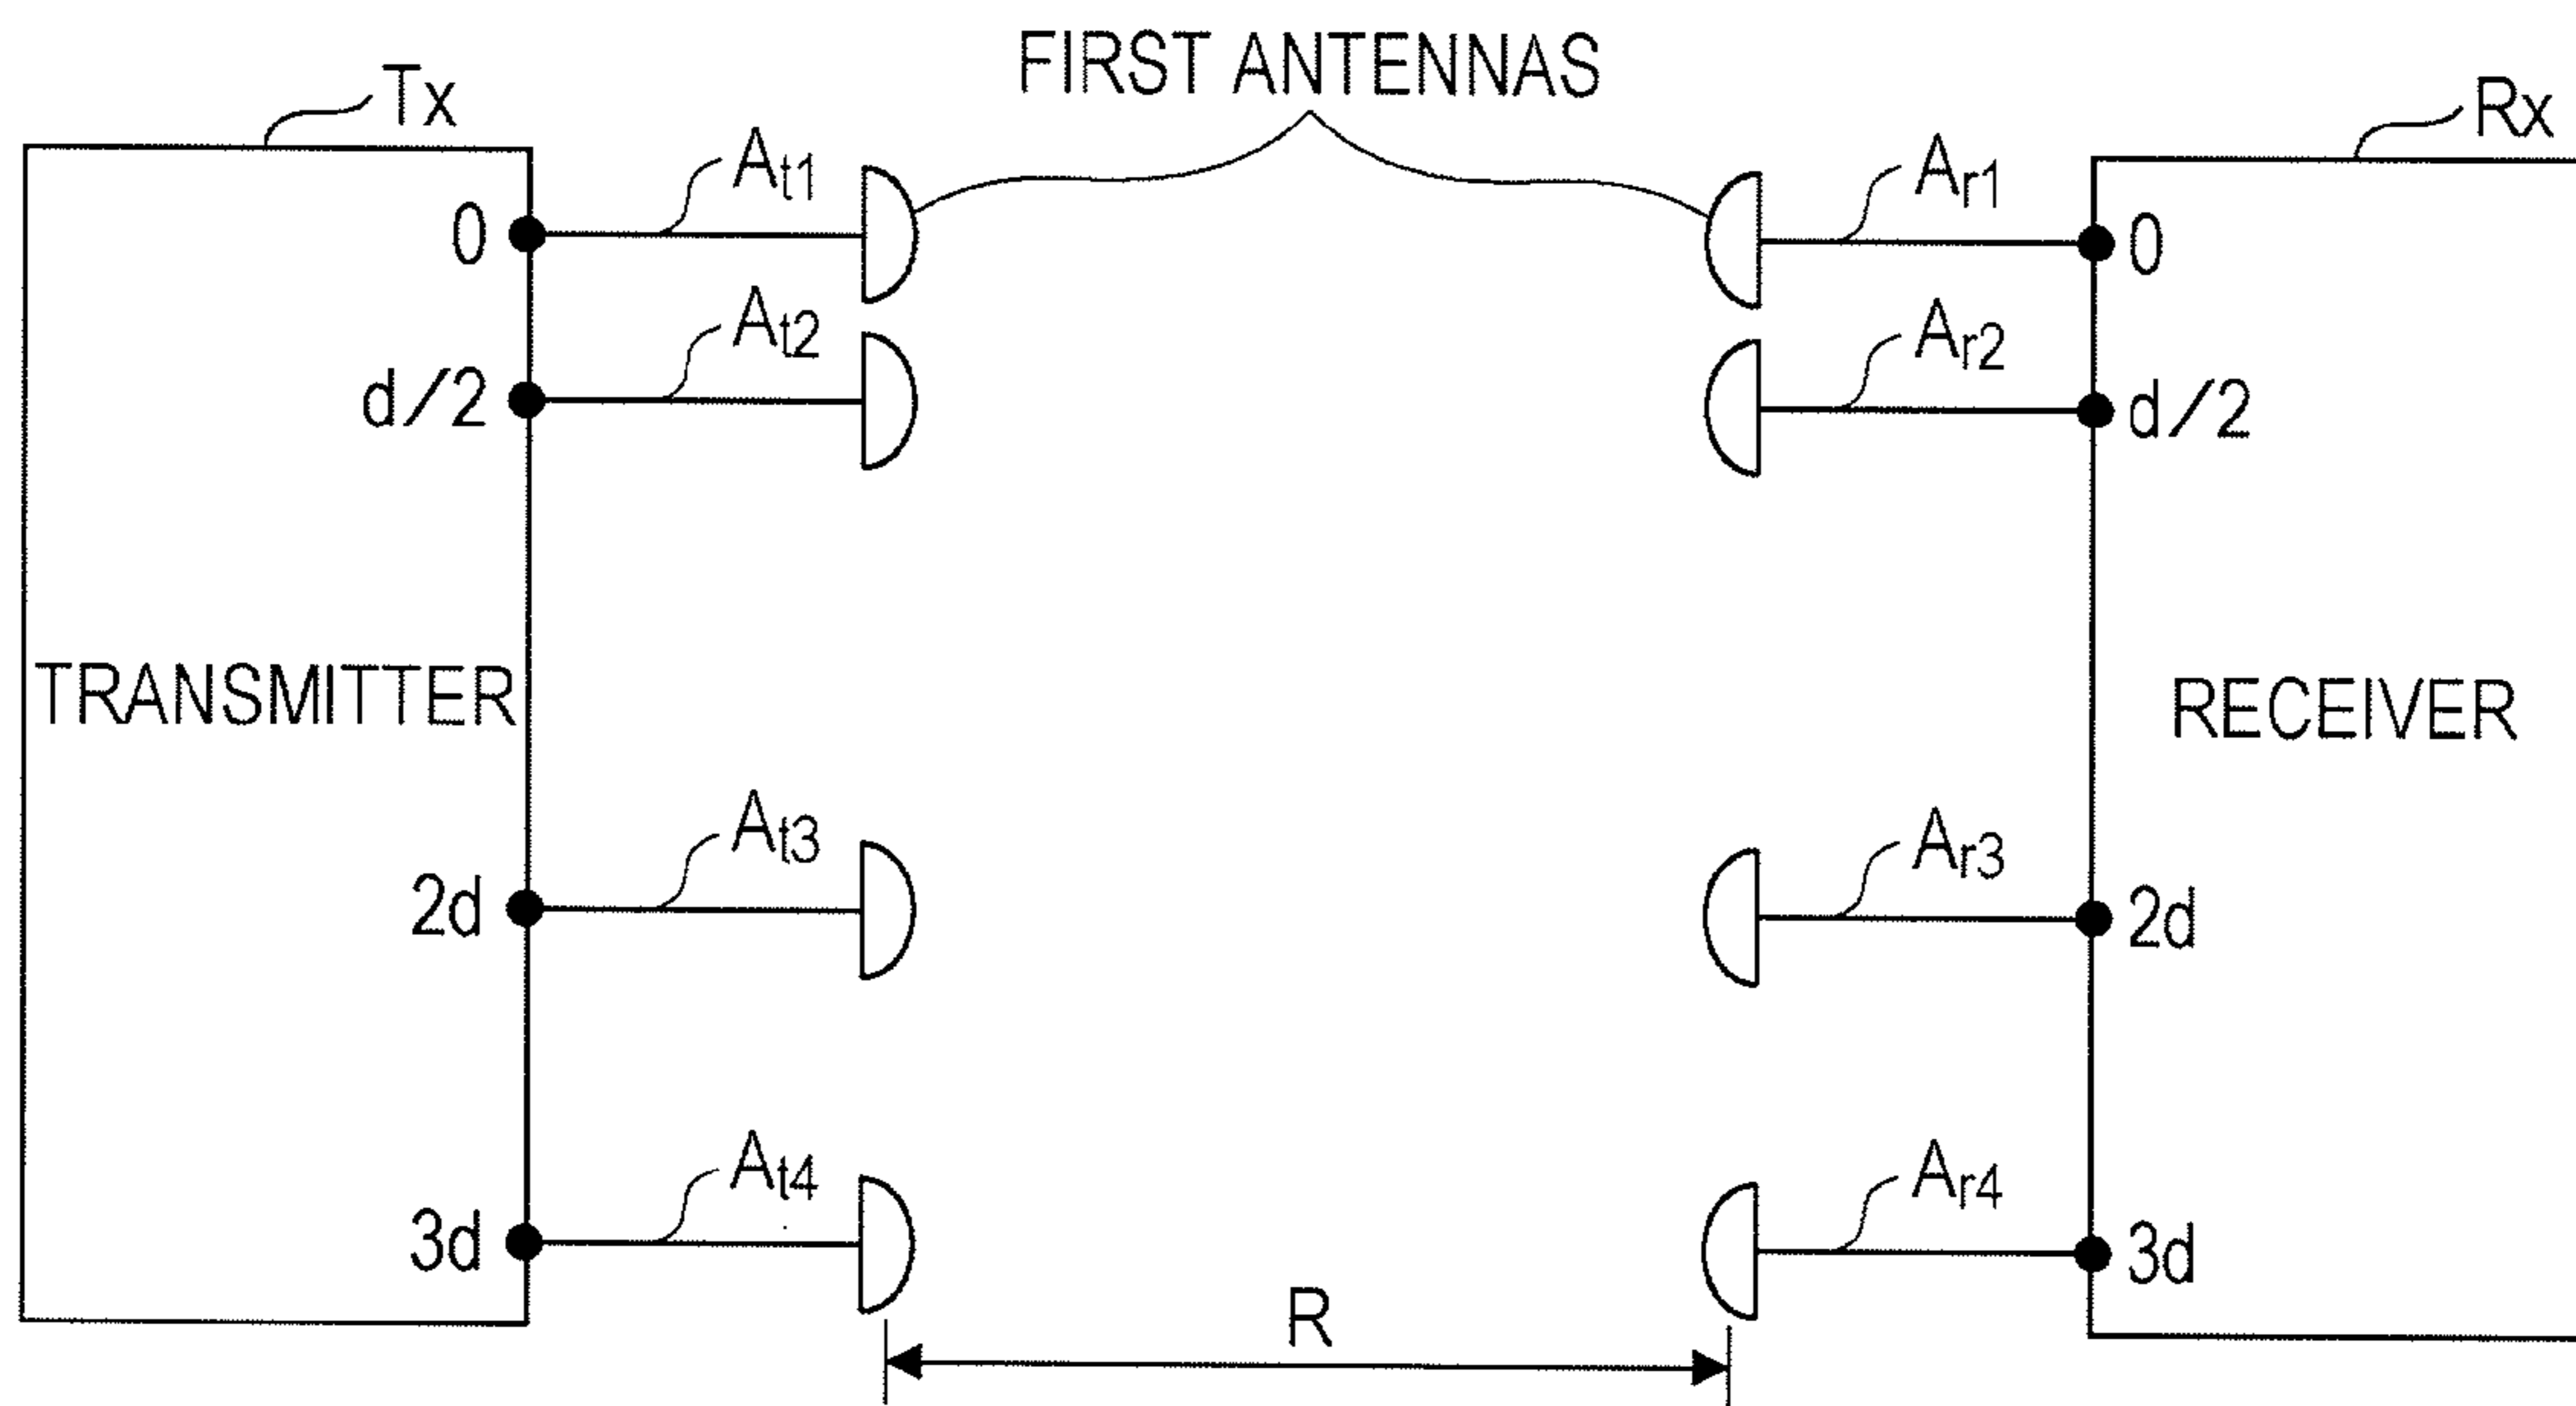 FIRST ANTENNAS
Tx
Rx
At1
Ar1
0
0
At2
Ar2
d/2
d/2
TRANSMITTER
RECEIVER
At3
Ar3
2d
2d
At4
Ar4
3d
3d
R